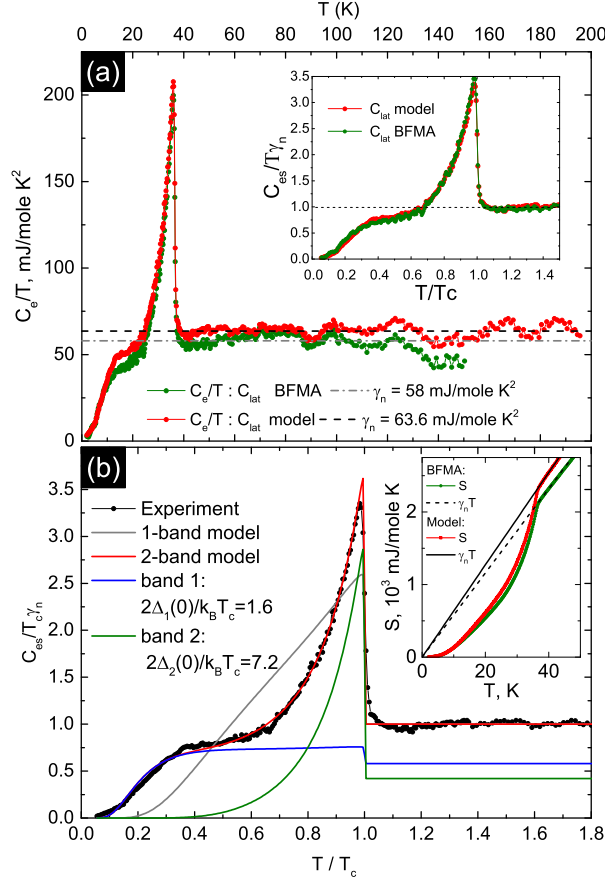 T (K)
0 20 40 60 80 100 120 140 160 180 200
(a)
C_e/T, mJ/mole K²
200
150
100
50
0
3.5
3.0
2.5
2.0
1.5
1.0
0.5
0.0
C_es/Tγ_n
C_lat model
C_lat BFMA
0.0 0.2 0.4 0.6 0.8 1.0 1.2 1.4
T/Tc
C_e/T : C_lat BFMA γ_n = 58 mJ/mole K²
C_e/T : C_lat model γ_n = 63.6 mJ/mole K²
(b)
C_es/T_cγ_n
3.5
3.0
2.5
2.0
1.5
1.0
0.5
0.0
Experiment
1-band model
2-band model
band 1:
2Δ₁(0)/k_BT_c=1.6
band 2:
2Δ₂(0)/k_BT_c=7.2
BFMA:
S
γ_nT
Model:
S
γ_nT
S, 10³ mJ/mole K
2
1
0
0 20 40
T, K
0.0 0.2 0.4 0.6 0.8 1.0 1.2 1.4 1.6 1.8
T / T_c